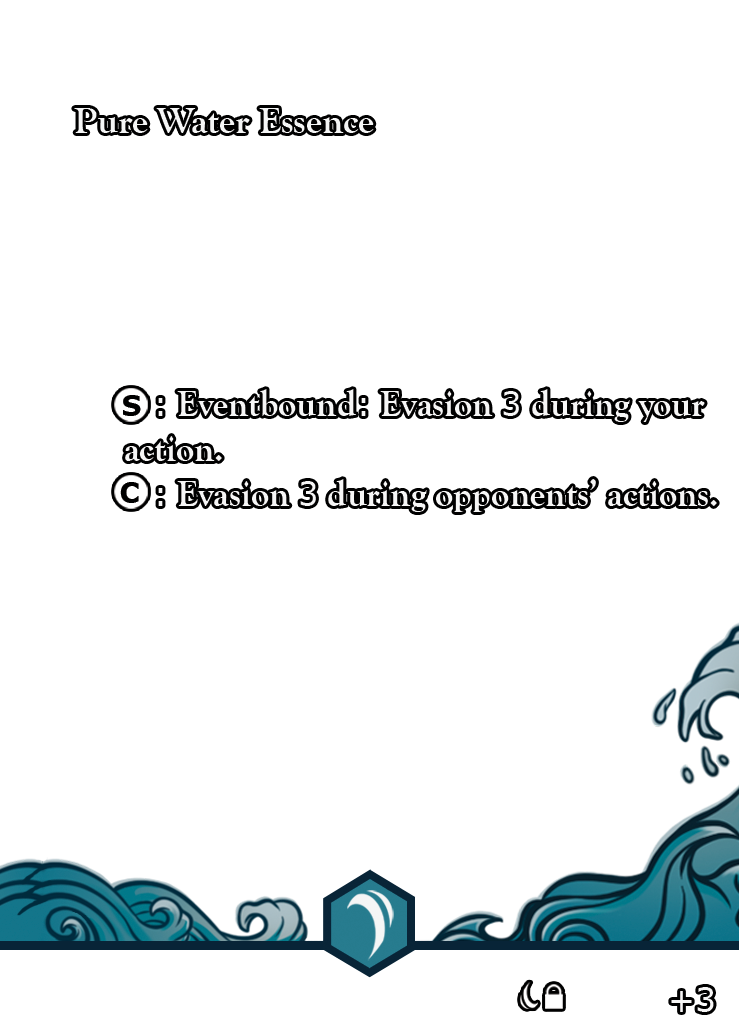 Pure Water Essence
Ⓢ: Eventbound: Evasion 3 during your
action.
Ⓒ: Evasion 3 during opponents’ actions.
+3